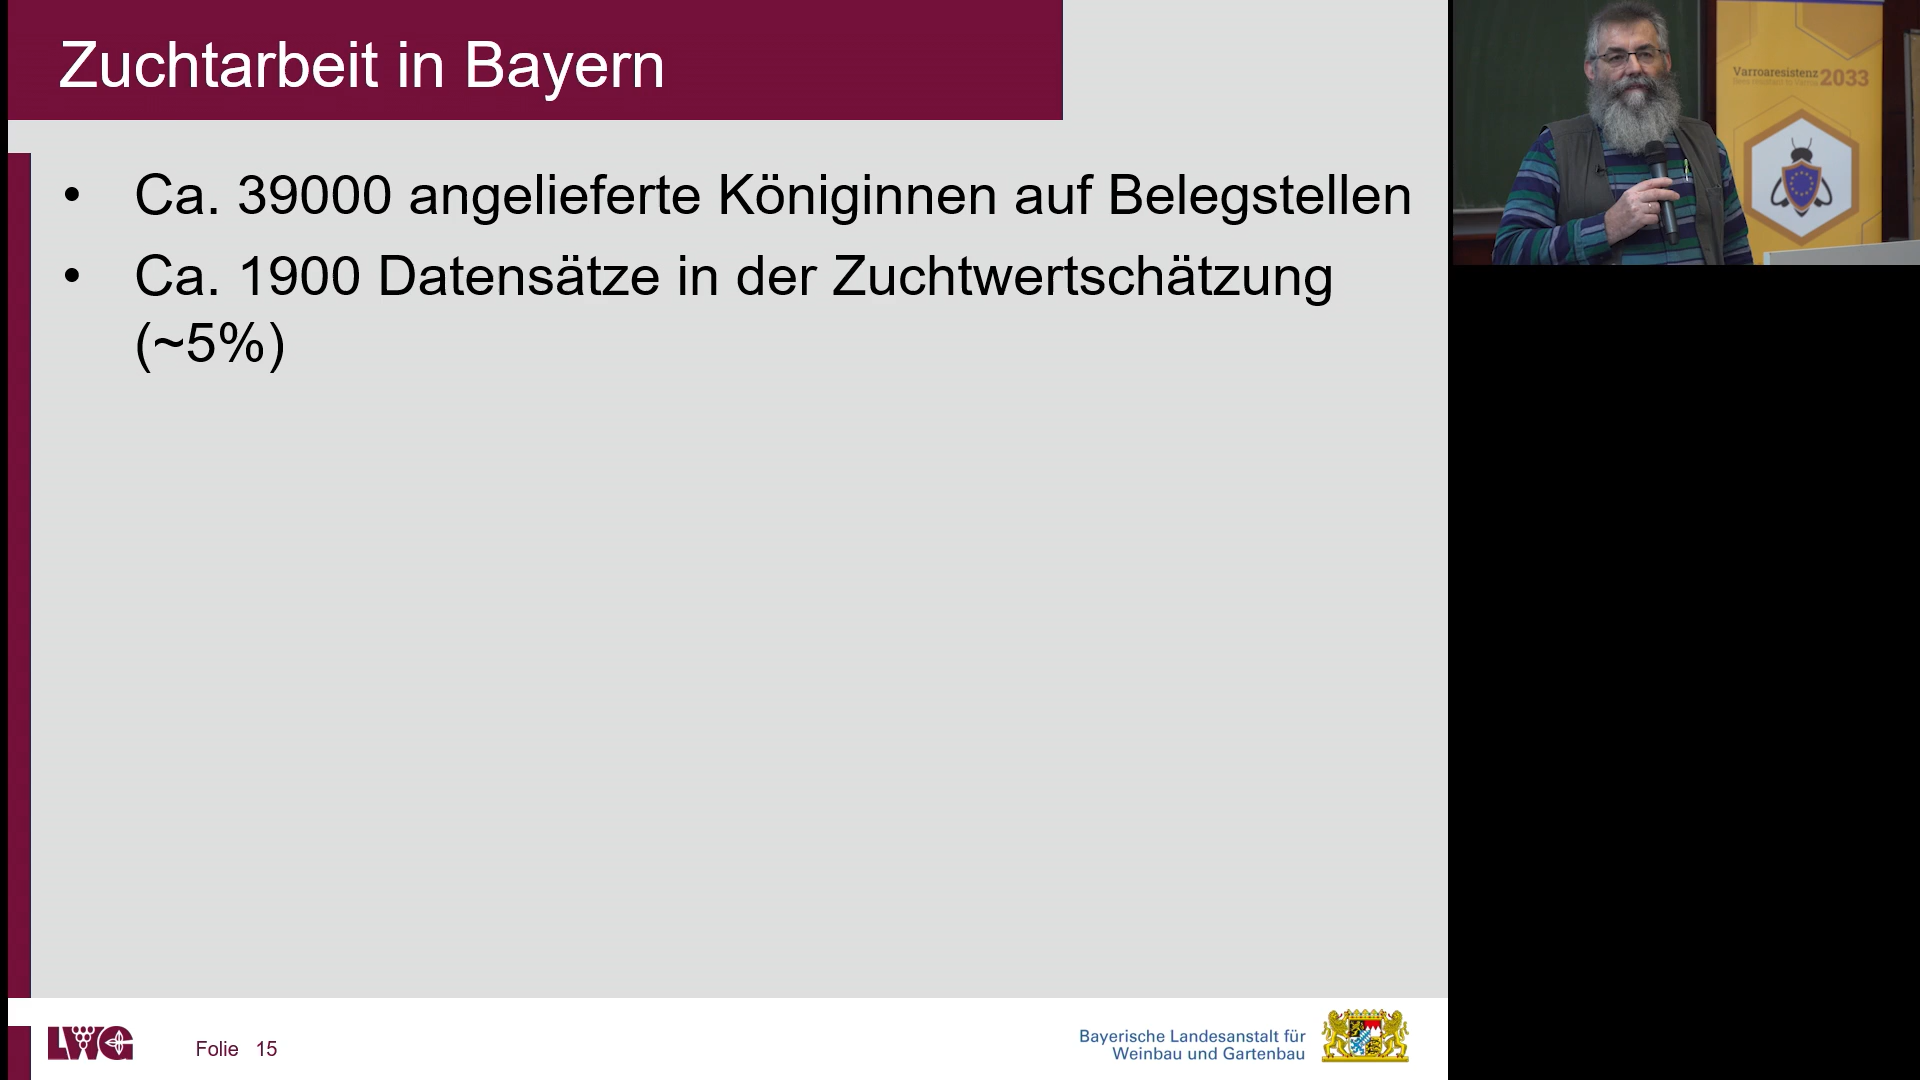 Zuchtarbeit in Bayern
• Ca. 39000 angelieferte Königinnen auf Belegstellen
• Ca. 1900 Datensätze in der Zuchtwertschätzung
(~5%)
Varroaresistenz 2033
LWG
Folie 15
Bayerische Landesanstalt für
Weinbau und Gartenbau